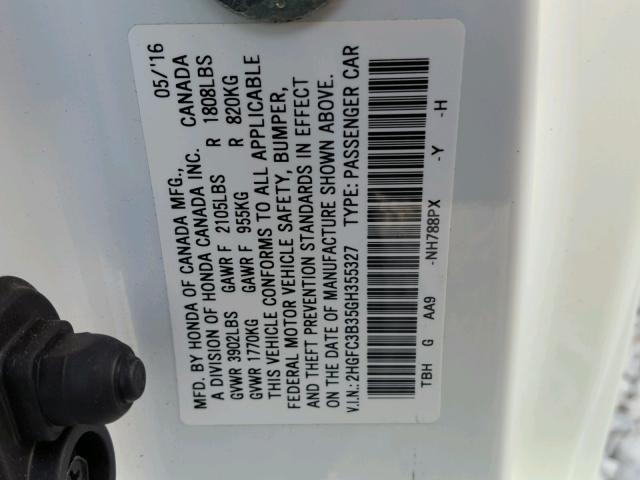 MFD. BY HONDA OF CANADA MFG., 05/'16
A DIVISION OF HONDA CANADA INC. CANADA
GVWR 3902LBS GAWR F 2105LBS R 1808LBS
GVWR 1770KG GAWR F 955KG R 820KG
THIS VEHICLE CONFORMS TO ALL APPLICABLE
FEDERAL MOTOR VEHICLE SAFETY, BUMPER,
AND THEFT PREVENTION STANDARDS IN EFFECT
ON THE DATE OF MANUFACTURE SHOWN ABOVE.
V.I.N.: 2HGFC3B35GH355327 TYPE: PASSENGER CAR
TBH G AA9 -NH788PX -Y -H